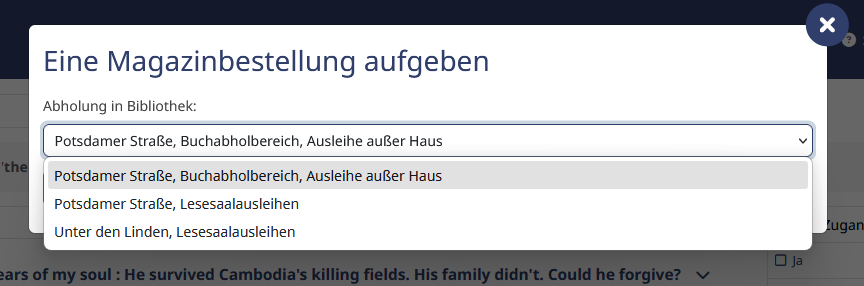 Eine Magazinbestellung aufgeben
?
Abholung in Bibliothek:
Potsdamer Straße, Buchabholbereich, Ausleihe außer Haus
'the
Potsdamer Straße, Buchabholbereich, Ausleihe außer Haus
Potsdamer Straße, Lesesaalausleihen
Unter den Linden, Lesesaalausleihen
Zugan
Ja
ears of my soul : He survived Cambodia's killing fields. His family didn't. Could he forgive?